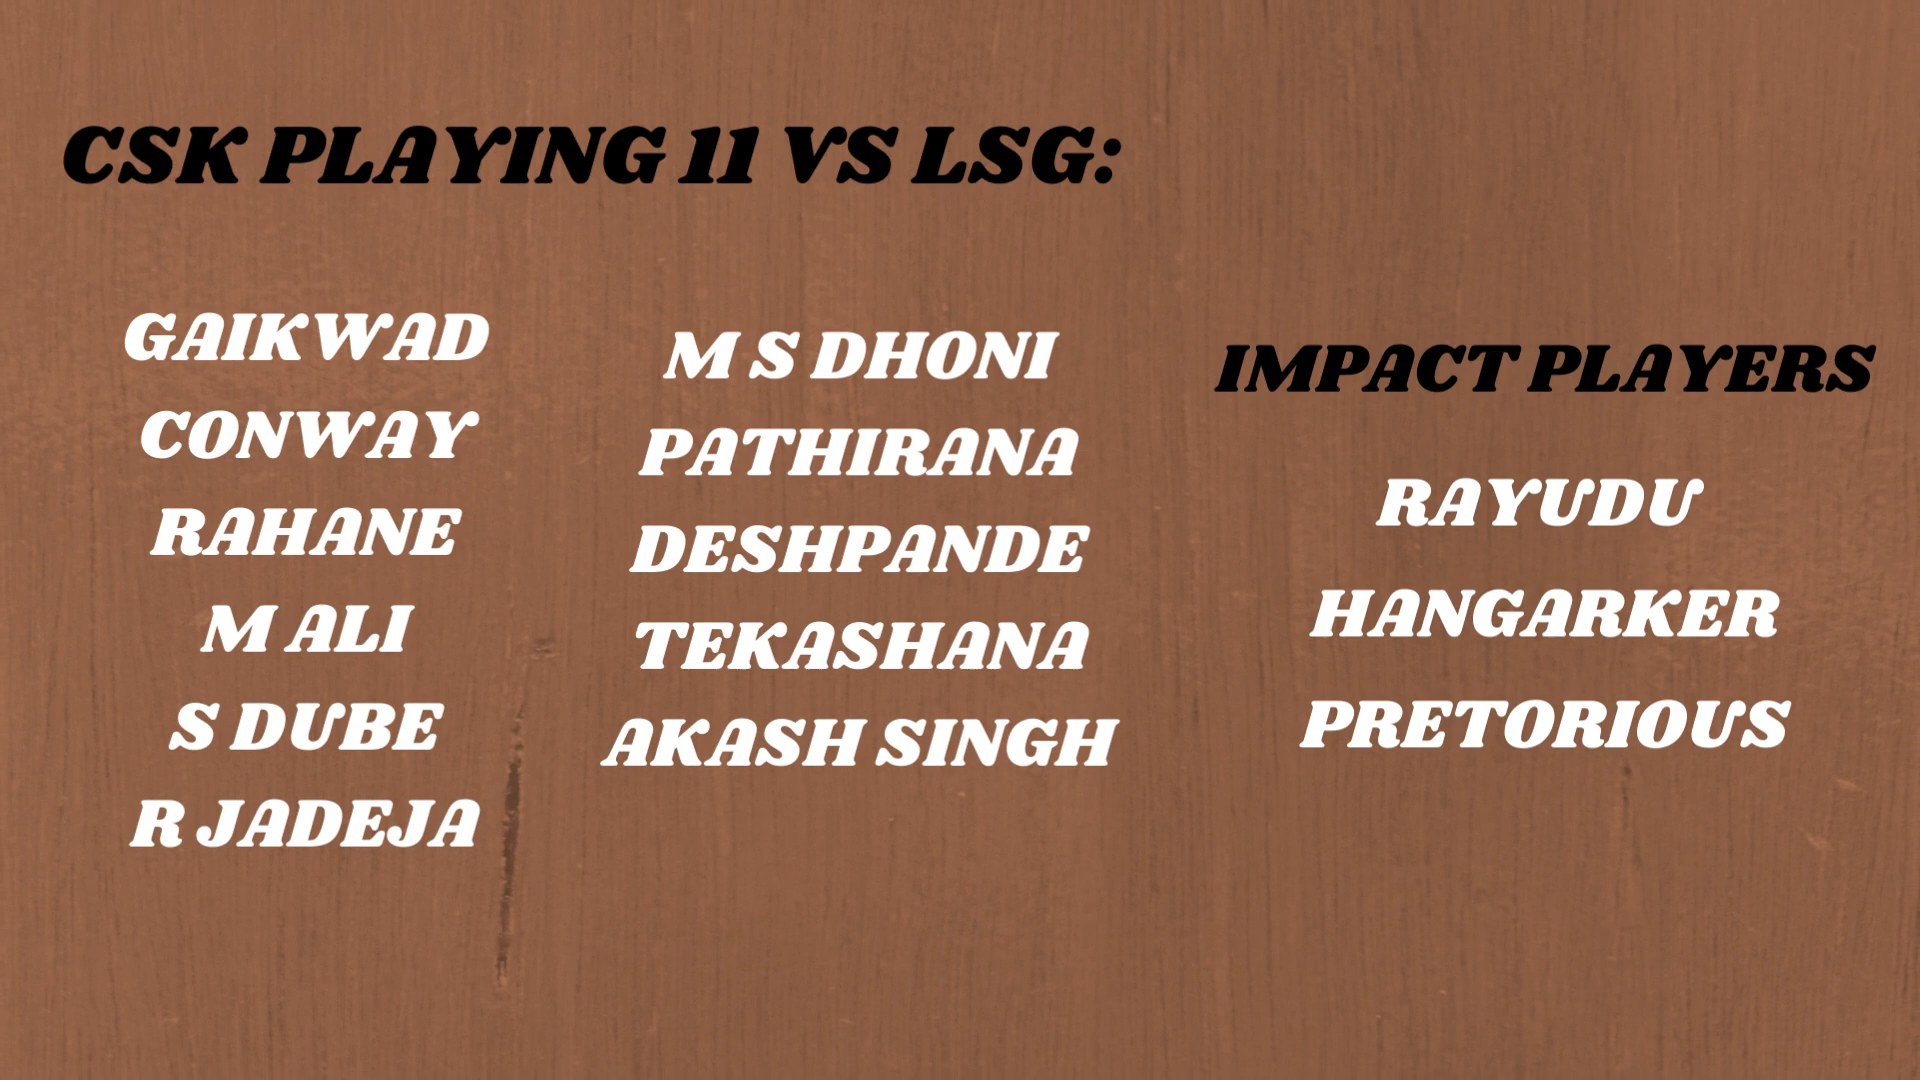 CSK PLAYING 11 VS LSG:
GAIKWAD
CONWAY
RAHANE
M ALI
S DUBE
R JADEJA
M S DHONI
PATHIRANA
DESHPANDE
TEKASHANA
AKASH SINGH
IMPACT PLAYERS
RAYUDU
HANGARKER
PRETORIOUS